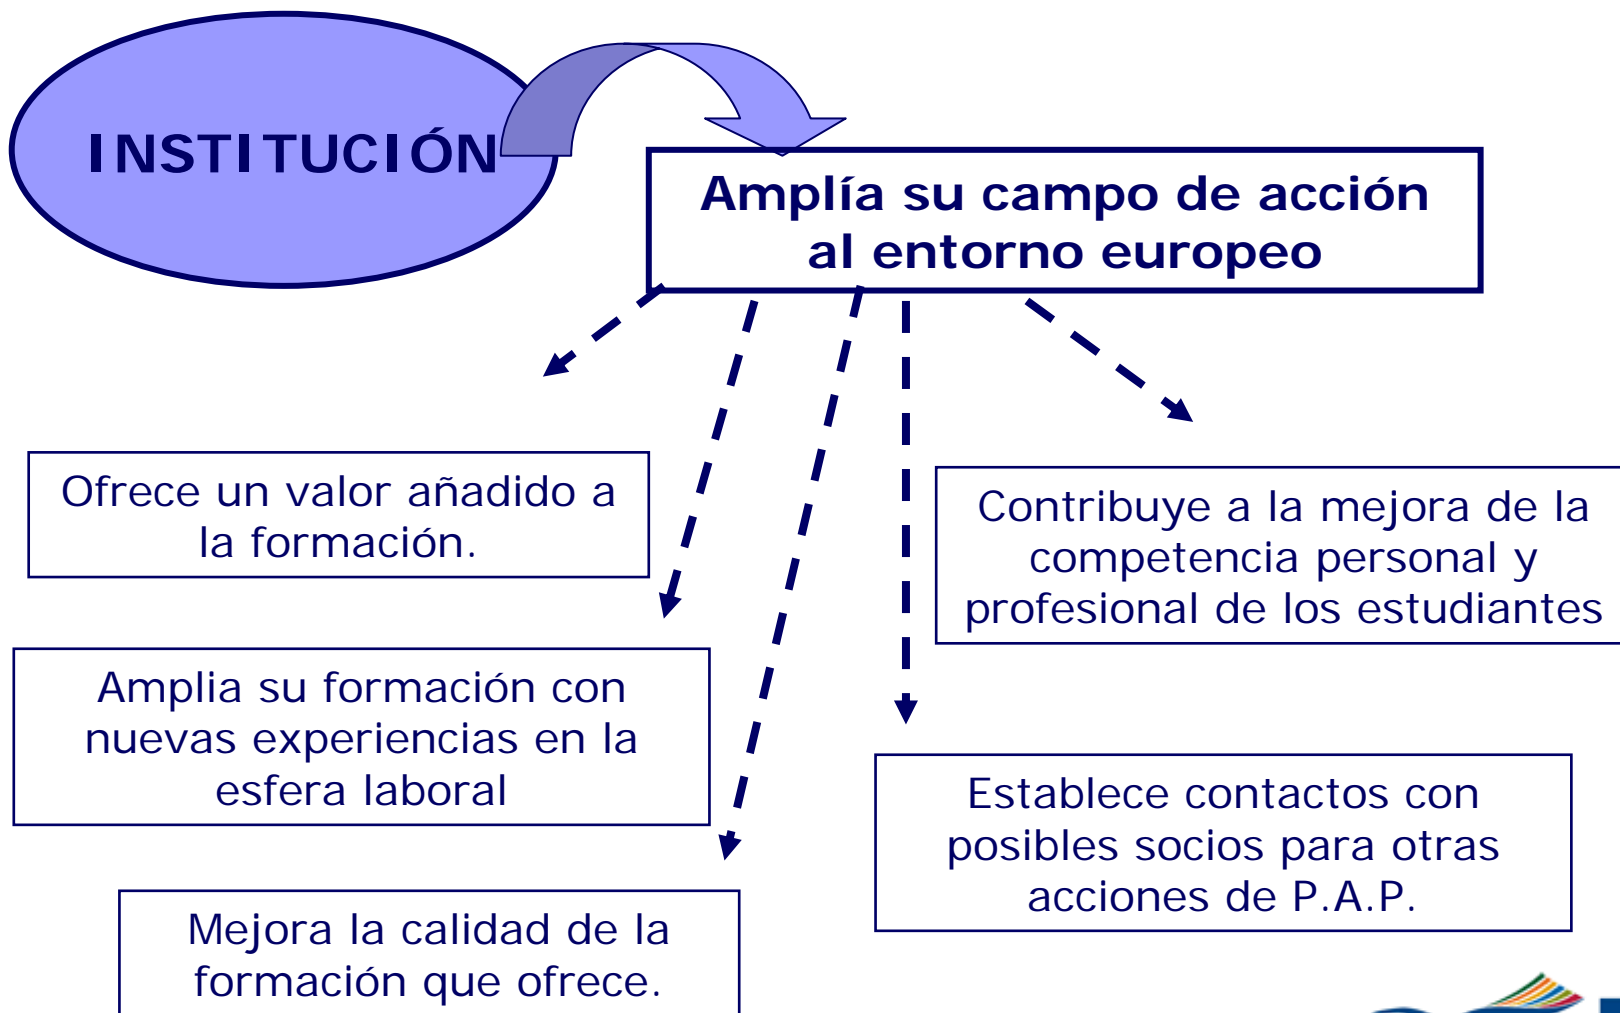 INSTITUCIÓN
Amplía su campo de acción
al entorno europeo
Ofrece un valor añadido a
la formación.
Contribuye a la mejora de la
competencia personal y
profesional de los estudiantes
Amplia su formación con
nuevas experiencias en la
esfera laboral
Establece contactos con
posibles socios para otras
acciones de P.A.P.
Mejora la calidad de la
formación que ofrece.